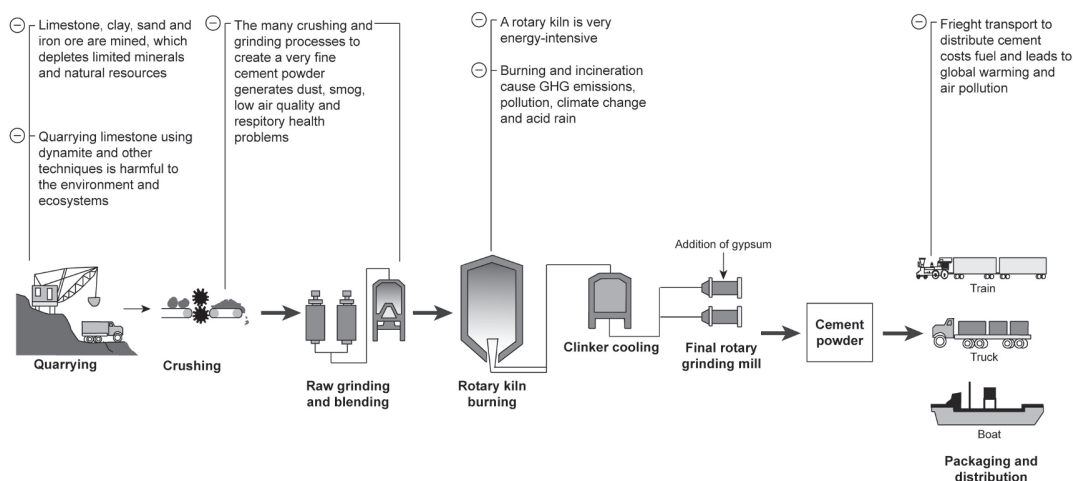 Limestone, clay, sand and
iron ore are mined, which
depletes limited minerals
and natural resources
Quarrying limestone using
dynamite and other
techniques is harmful to
the environment and
ecosystems
The many crushing and
grinding processes to
create a very fine
cement powder
generates dust, smog,
low air quality and
respitory health
problems
A rotary kiln is very
energy-intensive
Burning and incineration
cause GHG emissions,
pollution, climate change
and acid rain
Frieght transport to
distribute cement
costs fuel and leads to
global warming and
air pollution
Quarrying
Crushing
Raw grinding
and blending
Rotary kiln
burning
Clinker cooling
Addition of gypsum
Final rotary
grinding mill
Cement
powder
Train
Truck
Boat
Packaging and
distribution